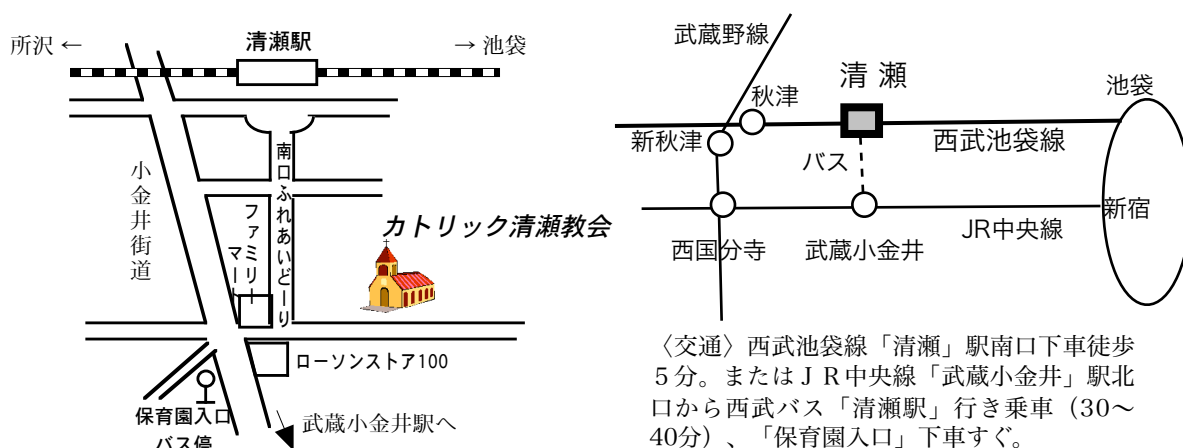 所沢 ←
清瀬駅
→ 池袋
小金井街道
南口ふれあいどーり
ファミリー
マート
カトリック清瀬教会
ローソンストア100
保育園入口
バス停
武蔵小金井駅へ
武蔵野線
清 瀬
池袋
秋津
新秋津
バス
西武池袋線
新宿
西国分寺
武蔵小金井
JR中央線
〈交通〉西武池袋線「清瀬」駅南口下車徒歩
5分。またはＪＲ中央線「武蔵小金井」駅北
口から西武バス「清瀬駅」行き乗車（30〜
40分）、「保育園入口」下車すぐ。